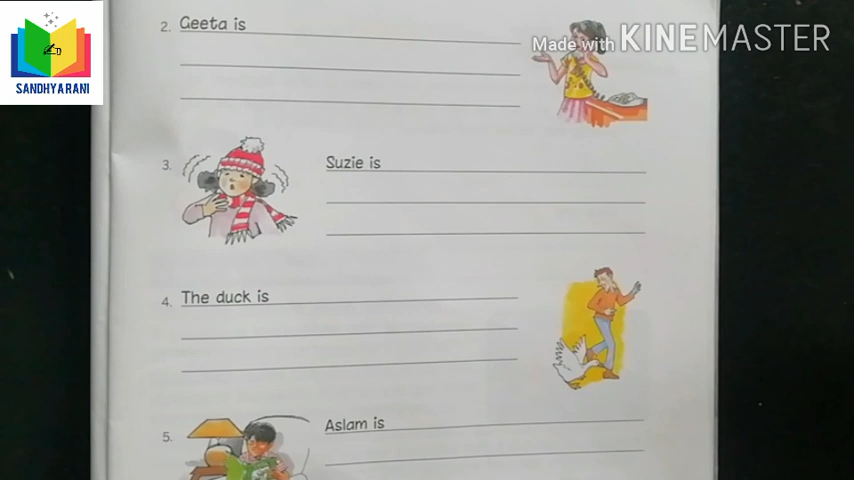 2. Geeta is
Made with KINEMASTER
SANDHYARANI
3. Suzie is
4. The duck is
5. Aslam is